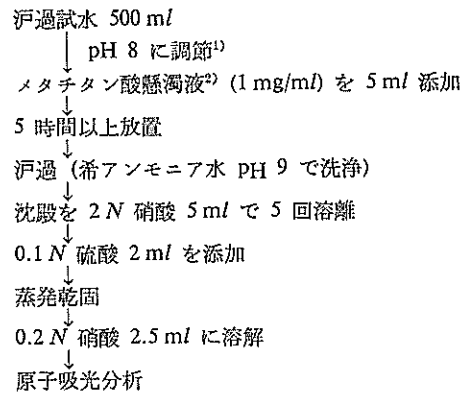 沪過試水 500 ml
pH 8 に調節¹⁾
メタチタン酸懸濁液²⁾ (1 mg/ml) を 5 ml 添加
5 時間以上放置
沪過 (希アンモニア水 pH 9 で洗浄)
沈殿を 2 N 硝酸 5 ml で 5 回溶離
0.1 N 硫酸 2 ml を添加
蒸発乾固
0.2 N 硝酸 2.5 ml に溶解
原子吸光分析